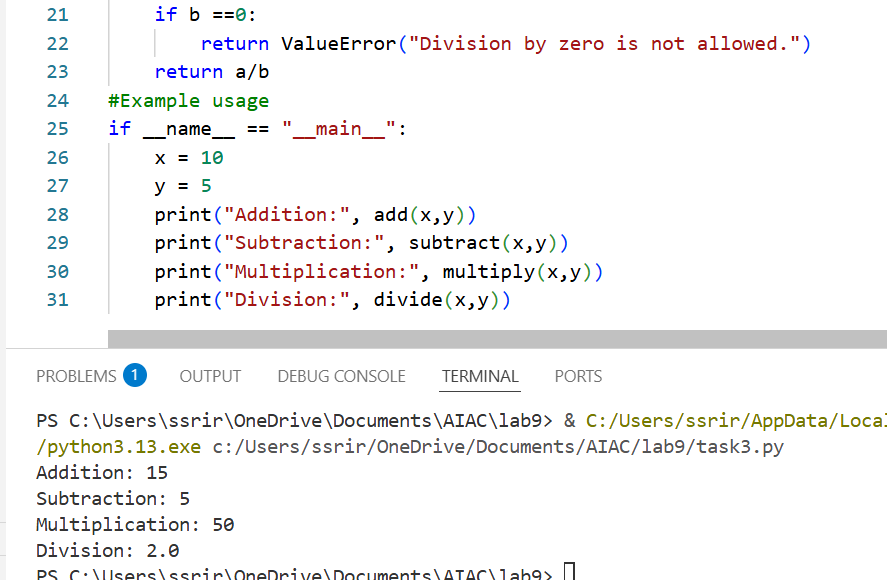 21 if b ==0:
22 return ValueError("Division by zero is not allowed.")
23 return a/b
24 #Example usage
25 if __name__ == "__main__":
26 x = 10
27 y = 5
28 print("Addition:", add(x,y))
29 print("Subtraction:", subtract(x,y))
30 print("Multiplication:", multiply(x,y))
31 print("Division:", divide(x,y))
PROBLEMS 1 OUTPUT DEBUG CONSOLE TERMINAL PORTS
PS C:\Users\ssrir\OneDrive\Documents\AIAC\lab9> & C:/Users/ssrir/AppData/Local
/python3.13.exe c:/Users/ssrir/OneDrive/Documents/AIAC/lab9/task3.py
Addition: 15
Subtraction: 5
Multiplication: 50
Division: 2.0
PS C:\Users\ssrir\OneDrive\Documents\AIAC\lab9>